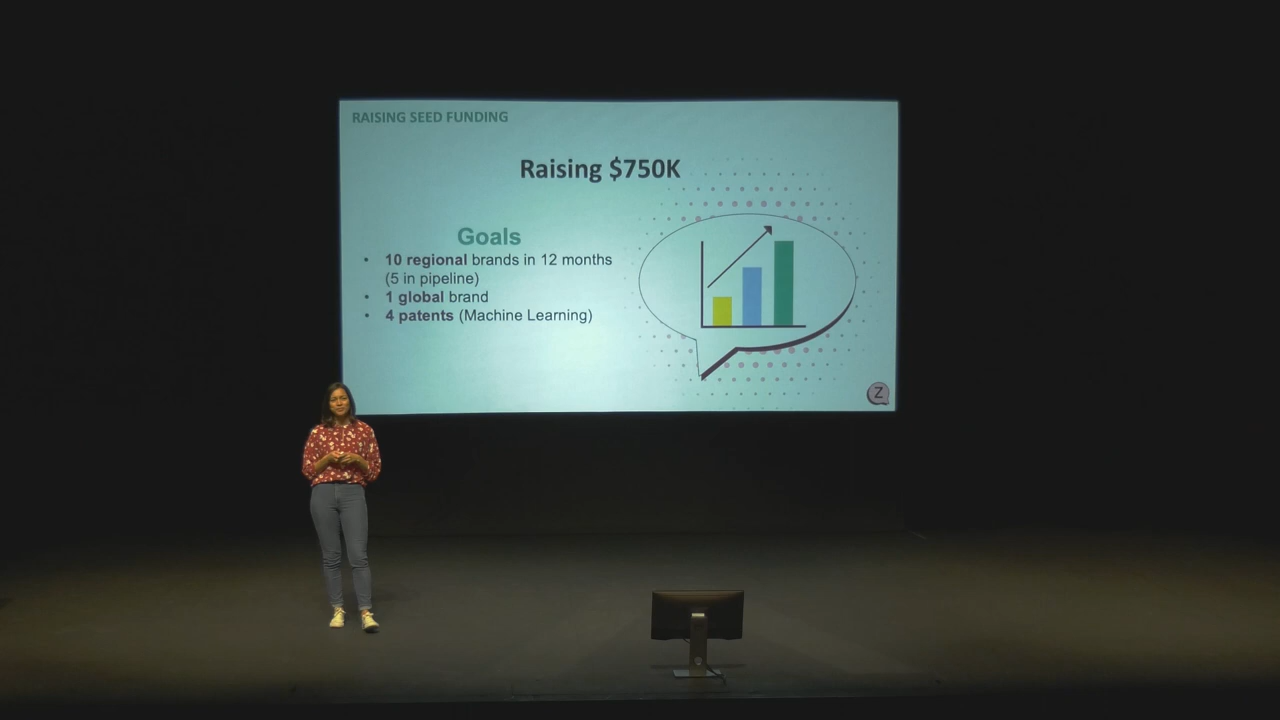 RAISING SEED FUNDING
Raising $750K
Goals
• 10 regional brands in 12 months
(5 in pipeline)
• 1 global brand
• 4 patents (Machine Learning)
Z